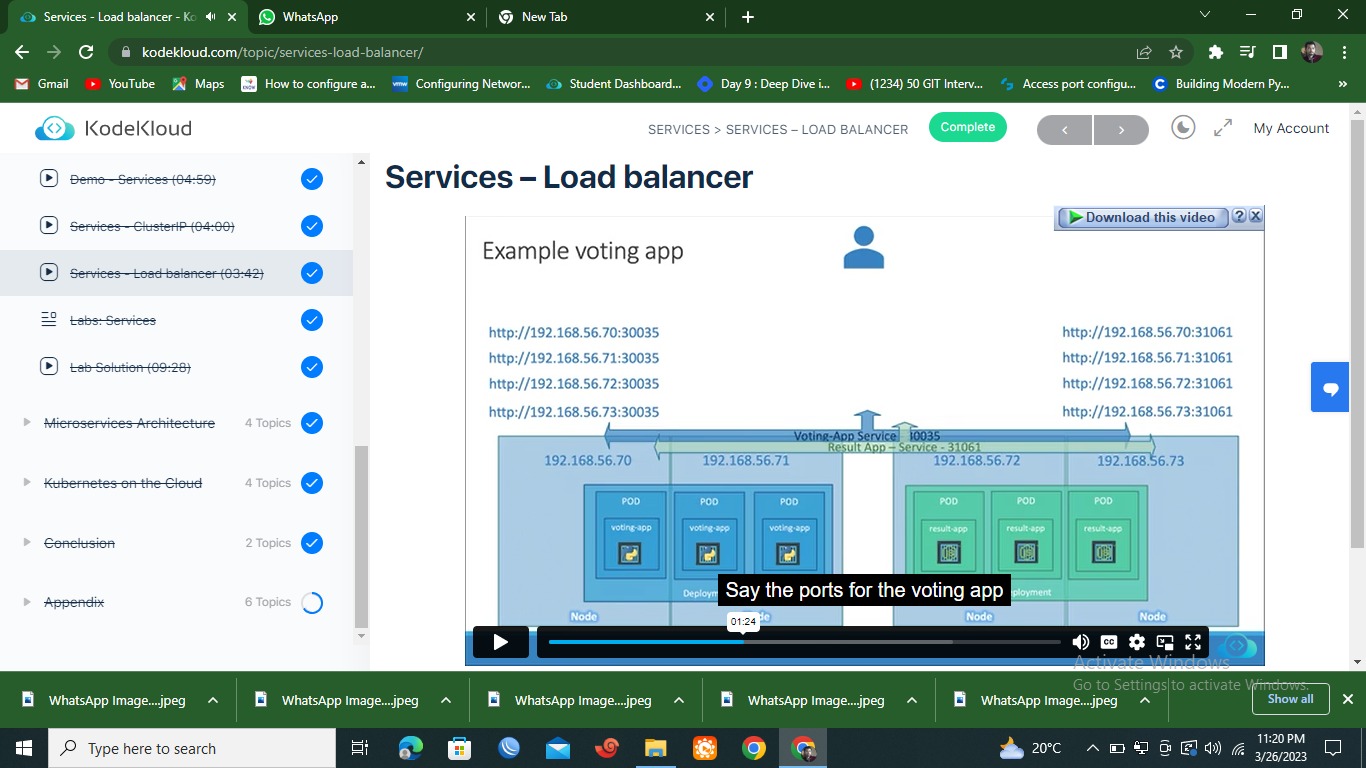 Services - Load balancer - Ko
WhatsApp
New Tab
kodekloud.com/topic/services-load-balancer/
Gmail
YouTube
Maps
How to configure a...
Configuring Networ...
Student Dashboard...
Day 9 : Deep Dive i...
(1234) 50 GIT Interv...
Access port configu...
Building Modern Py...
KodeKloud
SERVICES > SERVICES – LOAD BALANCER
Complete
My Account
Demo - Services (04:59)
Services - ClusterIP (04:00)
Services - Load balancer (03:42)
Labs: Services
Lab Solution (09:28)
Microservices Architecture 4 Topics
Kubernetes on the Cloud 4 Topics
Conclusion 2 Topics
Appendix 6 Topics
Services – Load balancer
Download this video
Example voting app
http://192.168.56.70:30035
http://192.168.56.71:30035
http://192.168.56.72:30035
http://192.168.56.73:30035
http://192.168.56.70:31061
http://192.168.56.71:31061
http://192.168.56.72:31061
http://192.168.56.73:31061
Voting-App Service 30035
Result App – Service - 31061
192.168.56.70 192.168.56.71 192.168.56.72 192.168.56.73
POD POD POD POD POD POD
voting-app voting-app voting-app result-app result-app result-app
Say the ports for the voting app
Node Node
01:24
CC
Activate Windows
Go to Settings to activate Windows.
WhatsApp Image....jpeg
WhatsApp Image....jpeg
WhatsApp Image....jpeg
WhatsApp Image....jpeg
WhatsApp Image....jpeg
Show all
Type here to search
20°C
11:20 PM
3/26/2023